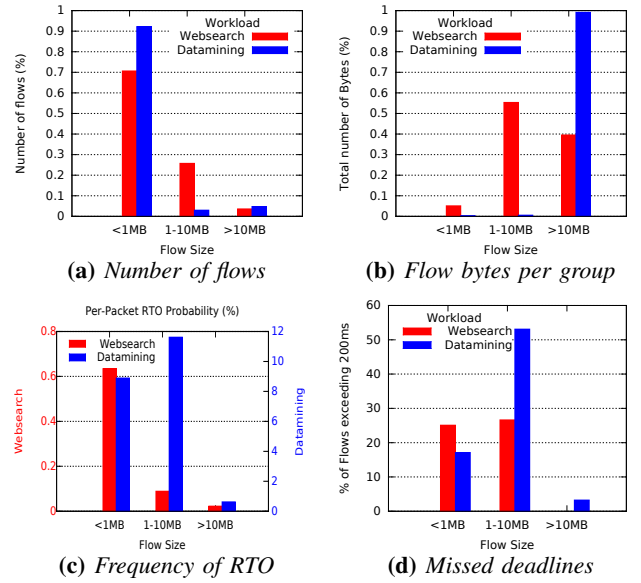 Workload
Websearch
Datamining
1
0.9
0.8
0.7
0.6
0.5
0.4
0.3
0.2
0.1
0
Number of flows (%)
<1MB 1-10MB >10MB
Flow Size
(a) Number of flows
Workload
Websearch
Datamining
1
0.9
0.8
0.7
0.6
0.5
0.4
0.3
0.2
0.1
0
Total number of Bytes (%)
<1MB 1-10MB >10MB
Flow Size
(b) Flow bytes per group
Per-Packet RTO Probability (%)
Websearch
Datamining
0.8
0.6
0.4
0.2
0
Websearch
12
10
8
6
4
2
0
Datamining
<1MB 1-10MB >10MB
Flow Size
(c) Frequency of RTO
Workload
Websearch
Datamining
60
50
40
30
20
10
0
% of Flows exceeding 200ms
<1MB 1-10MB >10MB
Flow Size
(d) Missed deadlines